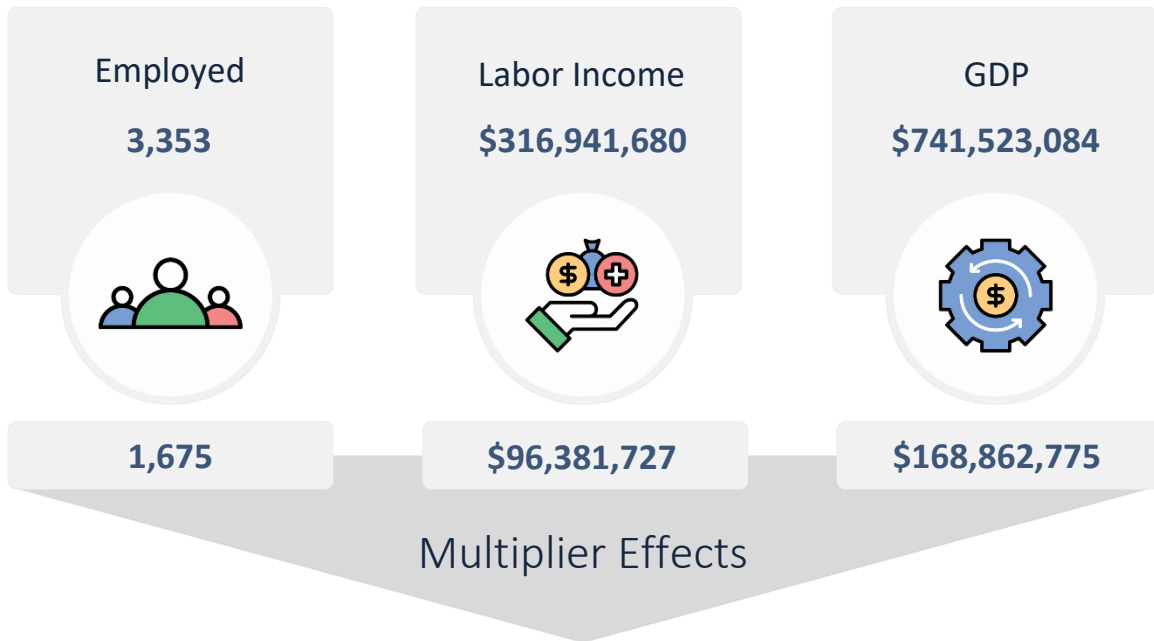 Employed
3,353
Labor Income
$316,941,680
GDP
$741,523,084
$
$
1,675
$96,381,727
$168,862,775
Multiplier Effects